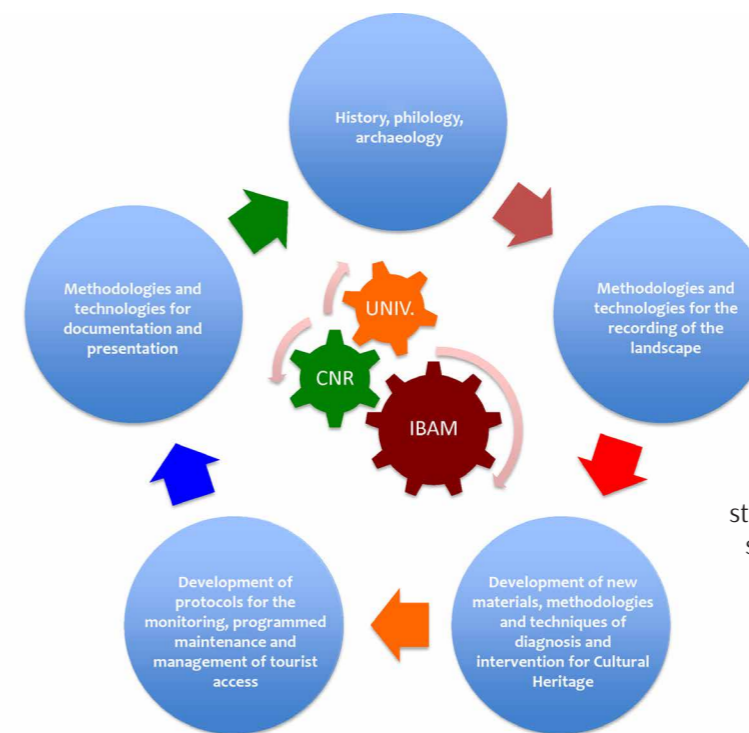 History, philology,
archaeology
Methodologies and
technologies for
documentation and
presentation
Methodologies and
technologies for the
recording of the
landscape
UNIV.
CNR
IBAM
Development of
protocols for the
monitoring, programmed
maintenance and
management of tourist
access
Development of new
materials, methodologies
and techniques of
diagnosis and
intervention for Cultural
Heritage